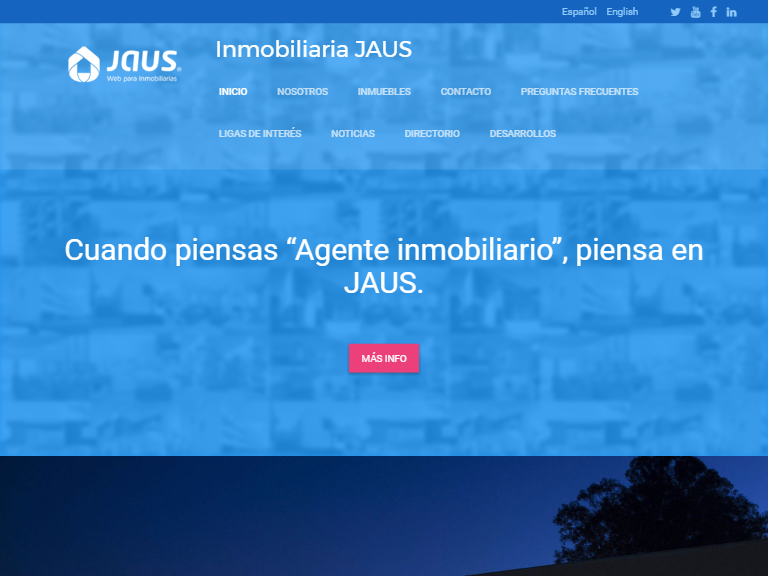 Español English
JAUS
Web para Inmobiliarias
Inmobiliaria JAUS
INICIO NOSOTROS INMUEBLES CONTACTO PREGUNTAS FRECUENTES
LIGAS DE INTERÉS NOTICIAS DIRECTORIO DESARROLLOS
Cuando piensas “Agente inmobiliario”, piensa en
JAUS.
MÁS INFO